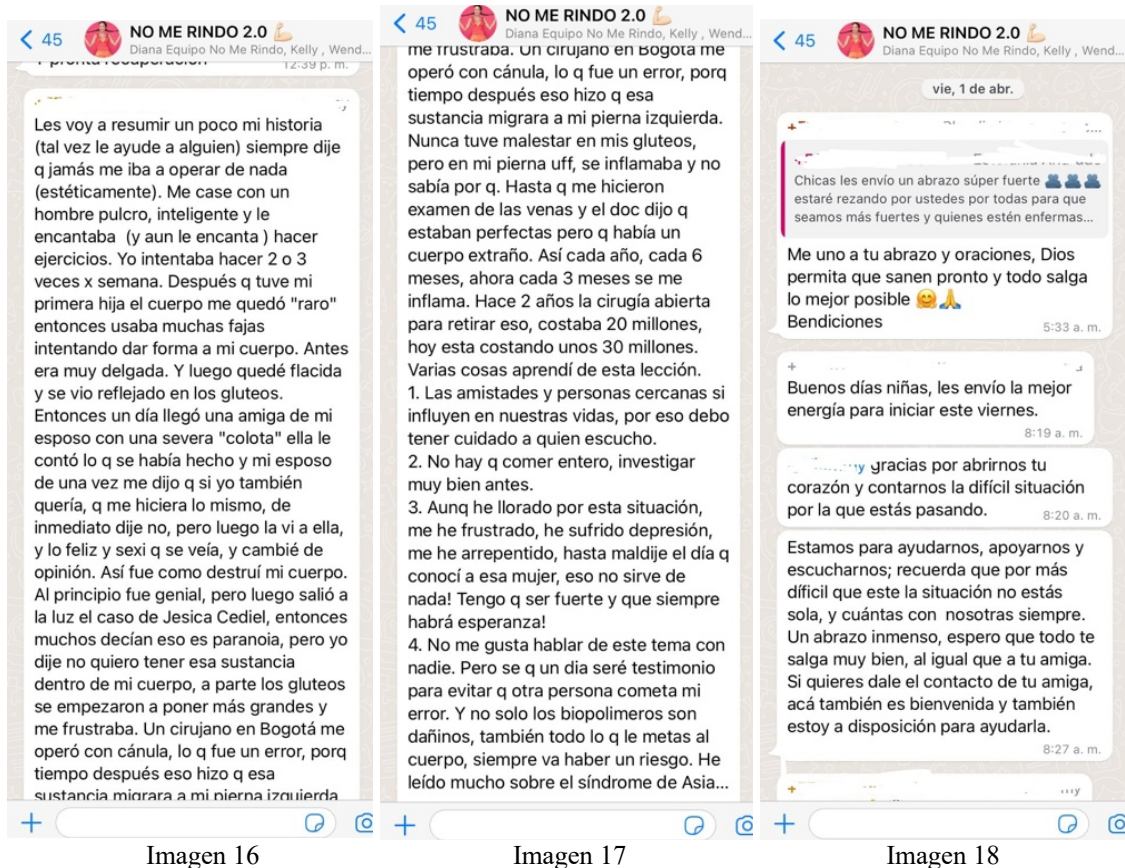 45
NO ME RINDO 2.0
Diana Equipo No Me Rindo, Kelly , Wend...
12:39 p. m.
Les voy a resumir un poco mi historia
(tal vez le ayude a alguien) siempre dije
q jamás me iba a operar de nada
(estéticamente). Me case con un
hombre pulcro, inteligente y le
encantaba (y aun le encanta ) hacer
ejercicios. Yo intentaba hacer 2 o 3
veces x semana. Después q tuve mi
primera hija el cuerpo me quedó "raro"
entonces usaba muchas fajas
intentando dar forma a mi cuerpo. Antes
era muy delgada. Y luego quedé flacida
y se vio reflejado en los gluteos.
Entonces un día llegó una amiga de mi
esposo con una severa "colota" ella le
contó lo q se había hecho y mi esposo
de una vez me dijo q si yo también
quería, q me hiciera lo mismo, de
inmediato dije no, pero luego la vi a ella,
y lo feliz y sexi q se veía, y cambié de
opinión. Así fue como destruí mi cuerpo.
Al principio fue genial, pero luego salió a
la luz el caso de Jesica Cediel, entonces
muchos decían eso es paranoia, pero yo
dije no quiero tener esa sustancia
dentro de mi cuerpo, a parte los gluteos
se empezaron a poner más grandes y
me frustraba. Un cirujano en Bogotá me
operó con cánula, lo q fue un error, porq
tiempo después eso hizo q esa
sustancia migrara a mi pierna izquierda
Imagen 16
45
NO ME RINDO 2.0
Diana Equipo No Me Rindo, Kelly , Wend...
me frustraba. Un cirujano en Bogotá me
operó con cánula, lo q fue un error, porq
tiempo después eso hizo q esa
sustancia migrara a mi pierna izquierda.
Nunca tuve malestar en mis gluteos,
pero en mi pierna uff, se inflamaba y no
sabía por q. Hasta q me hicieron
examen de las venas y el doc dijo q
estaban perfectas pero q había un
cuerpo extraño. Así cada año, cada 6
meses, ahora cada 3 meses se me
inflama. Hace 2 años la cirugía abierta
para retirar eso, costaba 20 millones,
hoy esta costando unos 30 millones.
Varias cosas aprendí de esta lección.
1. Las amistades y personas cercanas si
influyen en nuestras vidas, por eso debo
tener cuidado a quien escucho.
2. No hay q comer entero, investigar
muy bien antes.
3. Aunq he llorado por esta situación,
me he frustrado, he sufrido depresión,
me he arrepentido, hasta maldije el día q
conocí a esa mujer, eso no sirve de
nada! Tengo q ser fuerte y que siempre
habrá esperanza!
4. No me gusta hablar de este tema con
nadie. Pero se q un dia seré testimonio
para evitar q otra persona cometa mi
error. Y no solo los biopolimeros son
dañinos, también todo lo q le metas al
cuerpo, siempre va haber un riesgo. He
leído mucho sobre el síndrome de Asia...
Imagen 17
45
NO ME RINDO 2.0
Diana Equipo No Me Rindo, Kelly , Wend...
vie, 1 de abr.
Chicas les envío un abrazo súper fuerte
estaré rezando por ustedes por todas para que
seamos más fuertes y quienes estén enfermas...
Me uno a tu abrazo y oraciones, Dios
permita que sanen pronto y todo salga
lo mejor posible 🤗🙏
Bendiciones
5:33 a. m.
Buenos días niñas, les envío la mejor
energía para iniciar este viernes.
8:19 a. m.
gracias por abrirnos tu
corazón y contarnos la difícil situación
por la que estás pasando.
8:20 a. m.
Estamos para ayudarnos, apoyarnos y
escucharnos; recuerda que por más
díficil que este la situación no estás
sola, y cuántas con nosotras siempre.
Un abrazo inmenso, espero que todo te
salga muy bien, al igual que a tu amiga.
Si quieres dale el contacto de tu amiga,
acá también es bienvenida y también
estoy a disposición para ayudarla.
8:27 a. m.
Imagen 18